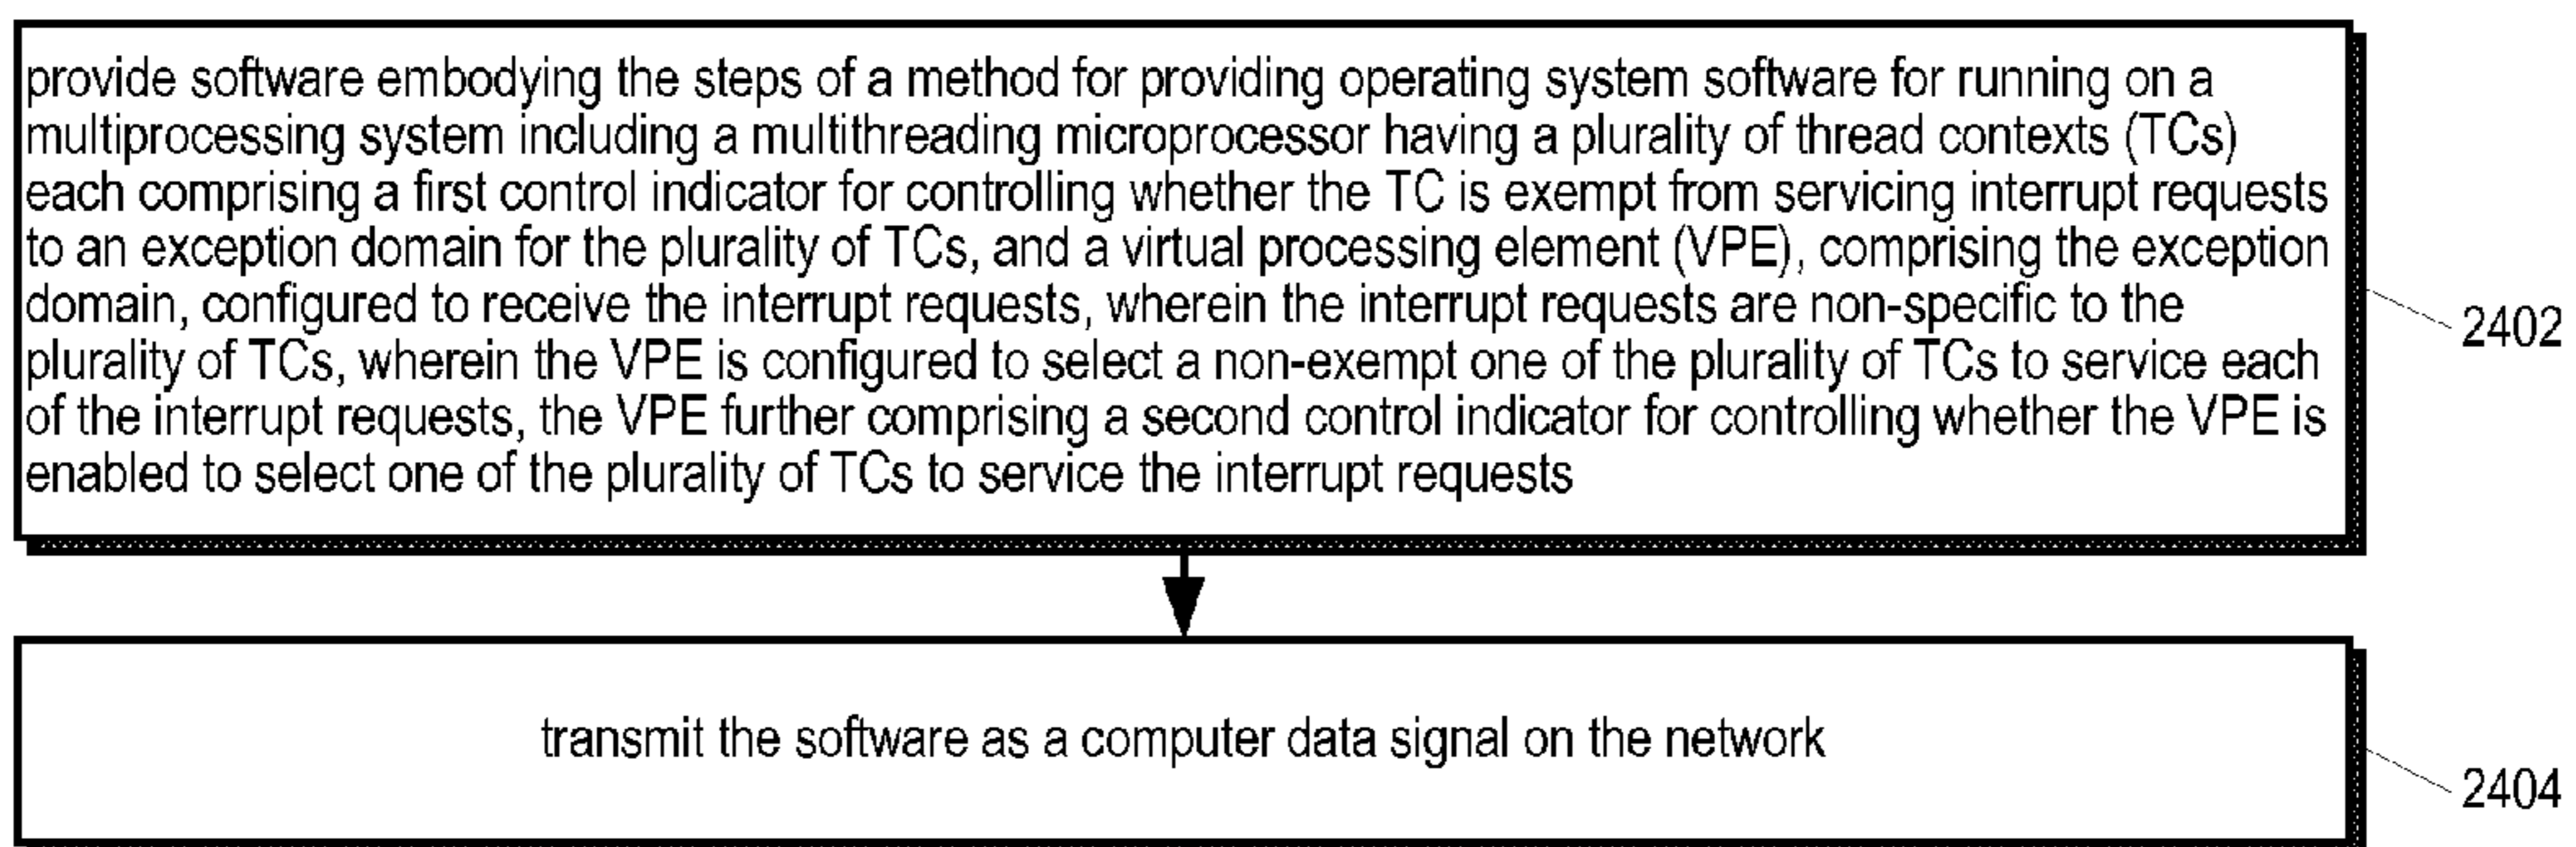 provide software embodying the steps of a method for providing operating system software for running on a
multiprocessing system including a multithreading microprocessor having a plurality of thread contexts (TCs)
each comprising a first control indicator for controlling whether the TC is exempt from servicing interrupt requests
to an exception domain for the plurality of TCs, and a virtual processing element (VPE), comprising the exception
domain, configured to receive the interrupt requests, wherein the interrupt requests are non-specific to the
plurality of TCs, wherein the VPE is configured to select a non-exempt one of the plurality of TCs to service each
of the interrupt requests, the VPE further comprising a second control indicator for controlling whether the VPE is
enabled to select one of the plurality of TCs to service the interrupt requests
2402
transmit the software as a computer data signal on the network
2404